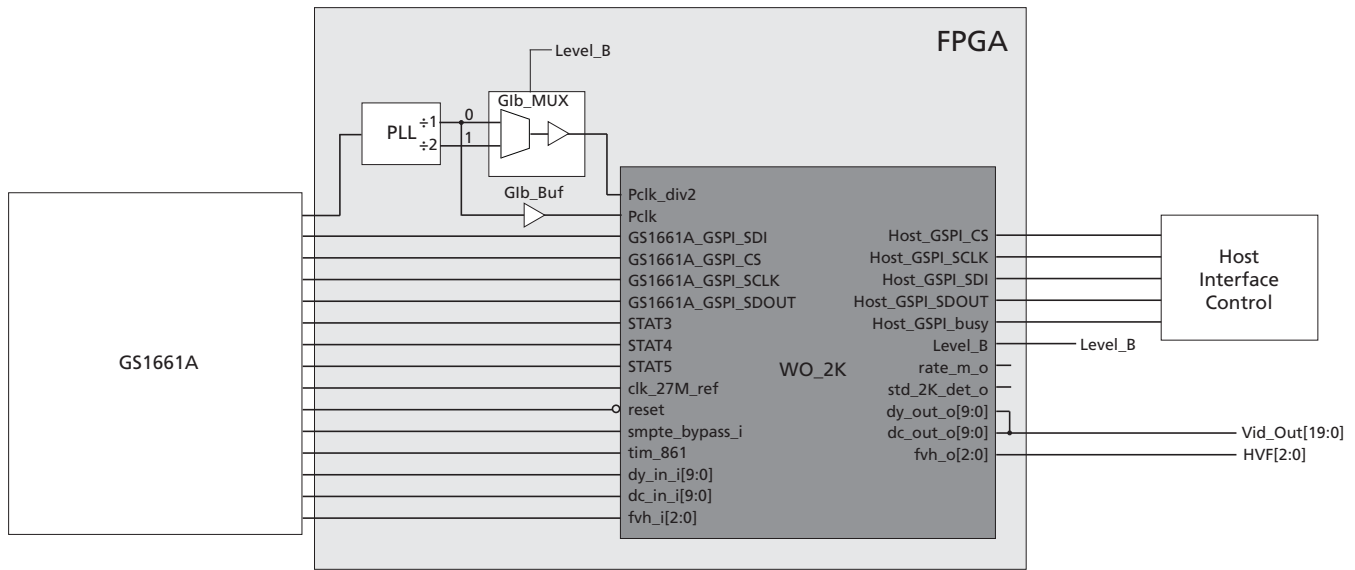 FPGA
Level_B
Glb_MUX
PLL
÷1
÷2
0
1
Glb_Buf
GS1661A
Pclk_div2
Pclk
GS1661A_GSPI_SDI
GS1661A_GSPI_CS
GS1661A_GSPI_SCLK
GS1661A_GSPI_SDOUT
STAT3
STAT4
STAT5
clk_27M_ref
reset
smpte_bypass_i
tim_861
dy_in_i[9:0]
dc_in_i[9:0]
fvh_i[2:0]
WO_2K
Host_GSPI_CS
Host_GSPI_SCLK
Host_GSPI_SDI
Host_GSPI_SDOUT
Host_GSPI_busy
Level_B
rate_m_o
std_2K_det_o
dy_out_o[9:0]
dc_out_o[9:0]
fvh_o[2:0]
Host
Interface
Control
Level_B
Vid_Out[19:0]
HVF[2:0]